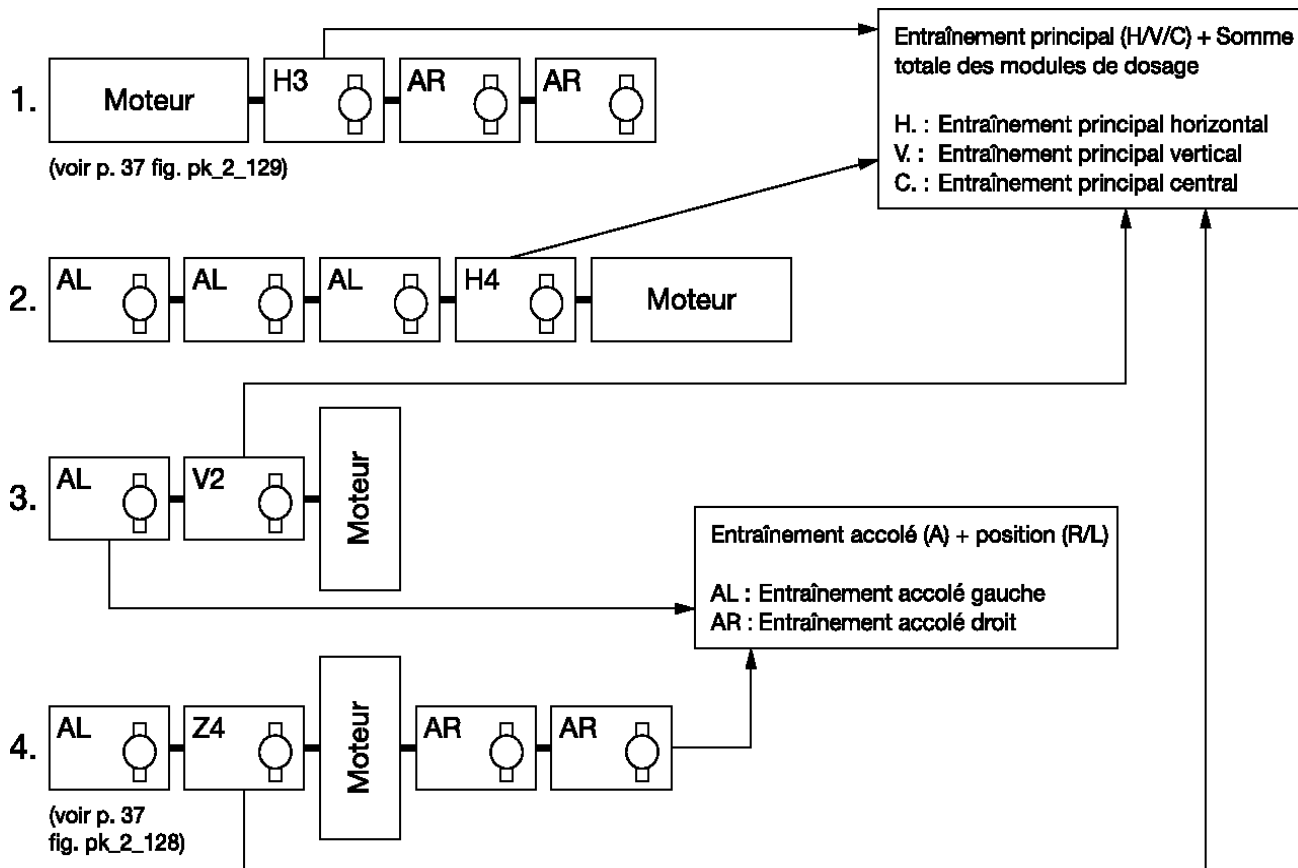 Entraînement principal (H/V/C) + Somme
totale des modules de dosage
H. : Entraînement principal horizontal
V. : Entraînement principal vertical
C. : Entraînement principal central
1.
Moteur
H3
AR
AR
(voir p. 37 fig. pk_2_129)
2.
AL
AL
AL
H4
Moteur
3.
AL
V2
Moteur
Entraînement accolé (A) + position (R/L)
AL : Entraînement accolé gauche
AR : Entraînement accolé droit
4.
AL
Z4
Moteur
AR
AR
(voir p. 37
fig. pk_2_128)